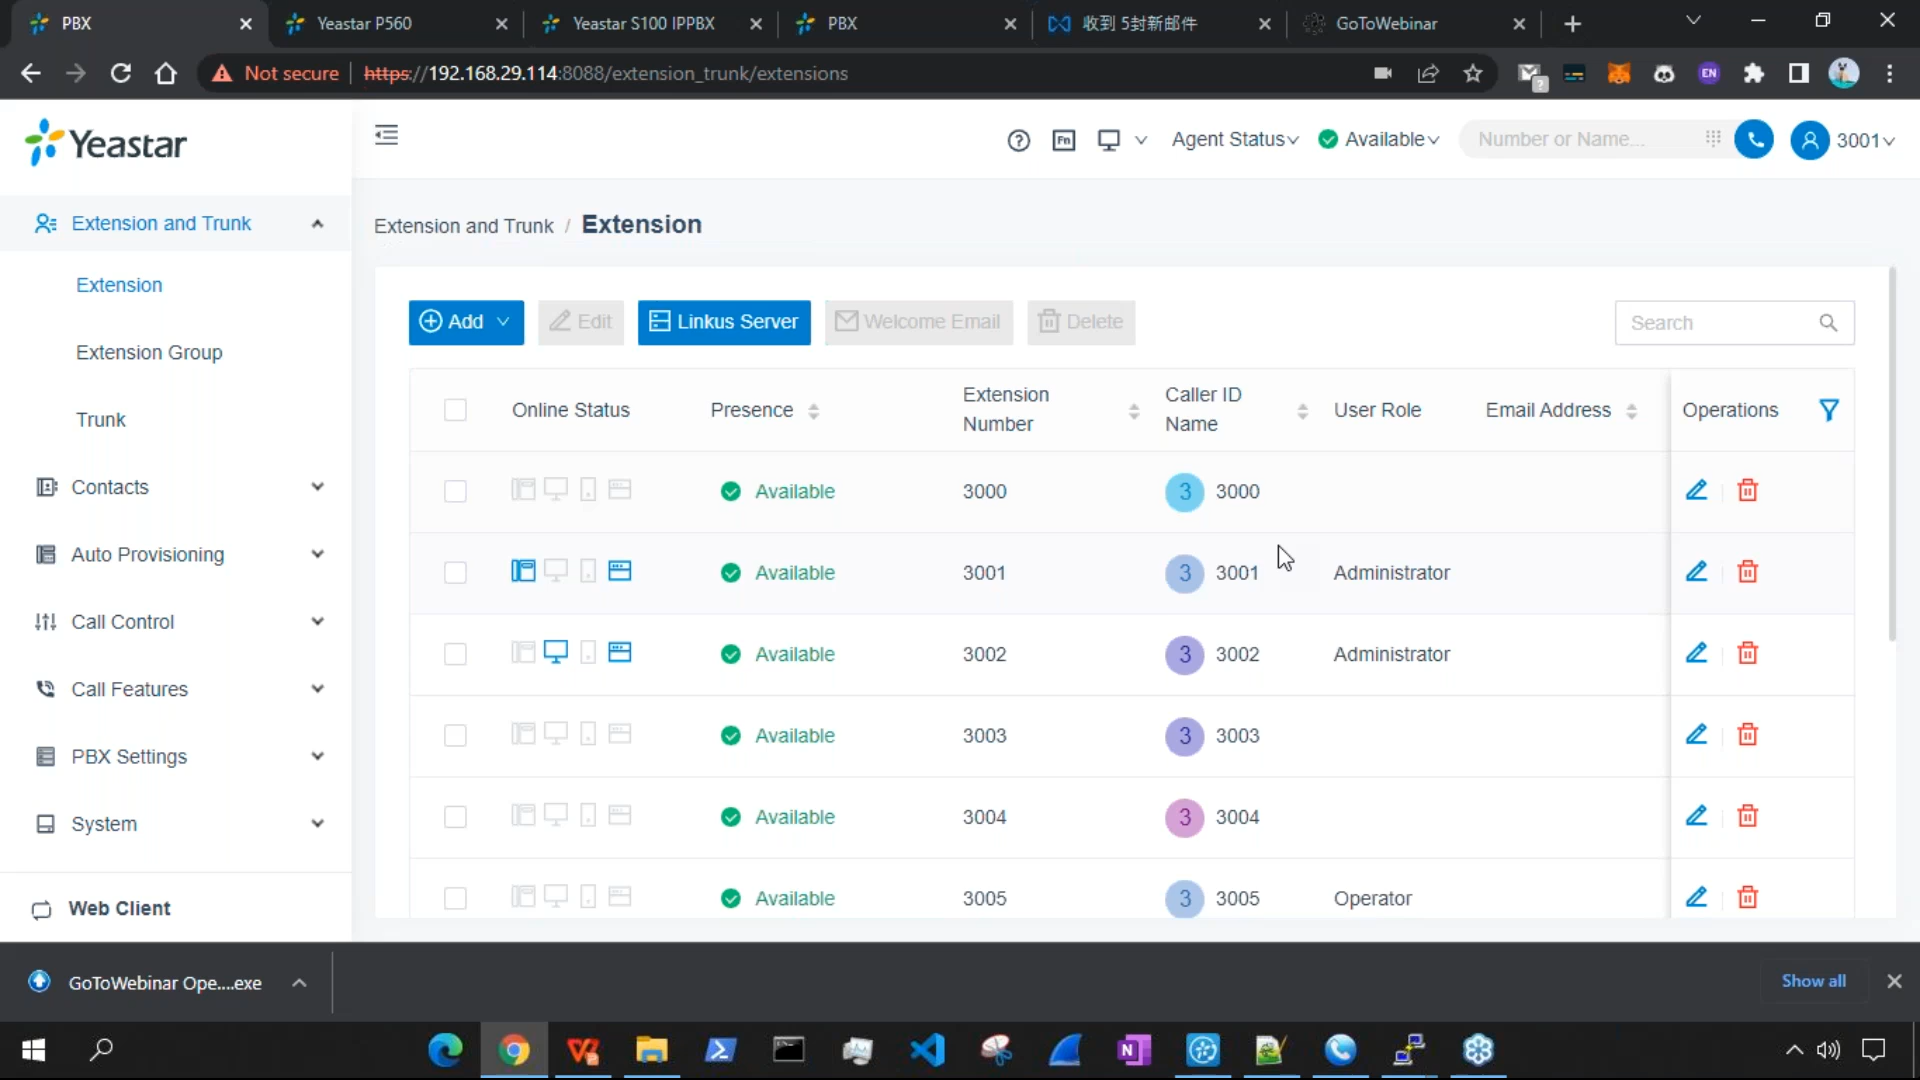 PBX
Yeastar P560
Yeastar S100 IPPBX
PBX
收到 5封新邮件
GoToWebinar
Not secure
https://192.168.29.114:8088/extension_trunk/extensions
EN
Yeastar
Fn
Agent Status
Available
Number or Name...
3001
Extension and Trunk
Extension
Extension Group
Trunk
Contacts
Auto Provisioning
Call Control
Call Features
PBX Settings
System
Web Client
Extension and Trunk / Extension
Add
Edit
Linkus Server
Welcome Email
Delete
Search
Online Status
Presence
Extension Number
Caller ID Name
User Role
Email Address
Operations
Available 3000 3 3000
Available 3001 3 3001 Administrator
Available 3002 3 3002 Administrator
Available 3003 3 3003
Available 3004 3 3004
Available 3005 3 3005 Operator
GoToWebinar Ope....exe
Show all